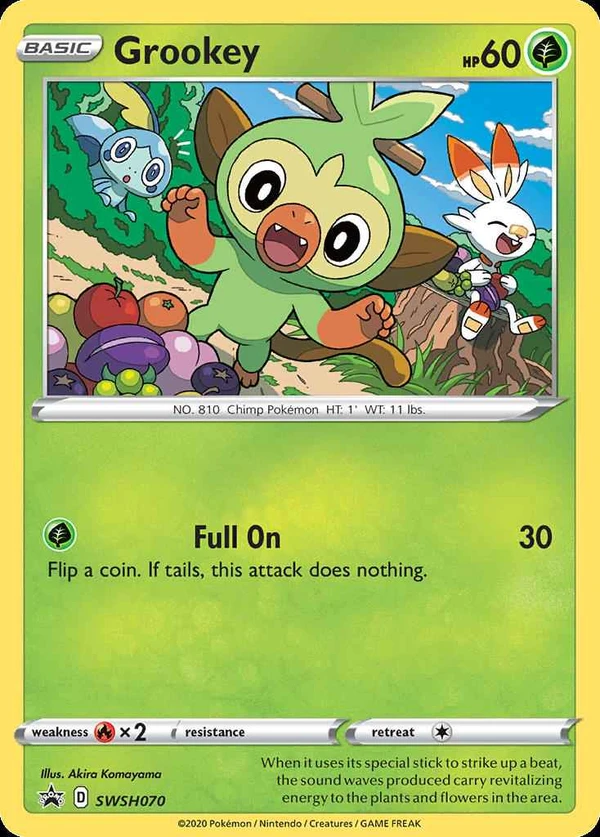 BASIC Grookey HP60
NO. 810 Chimp Pokémon HT: 1' WT: 11 lbs.
Full On 30
Flip a coin. If tails, this attack does nothing.
weakness ×2 resistance retreat
Illus. Akira Komayama
When it uses its special stick to strike up a beat,
the sound waves produced carry revitalizing
energy to the plants and flowers in the area.
D SWSH070
©2020 Pokémon / Nintendo / Creatures / GAME FREAK